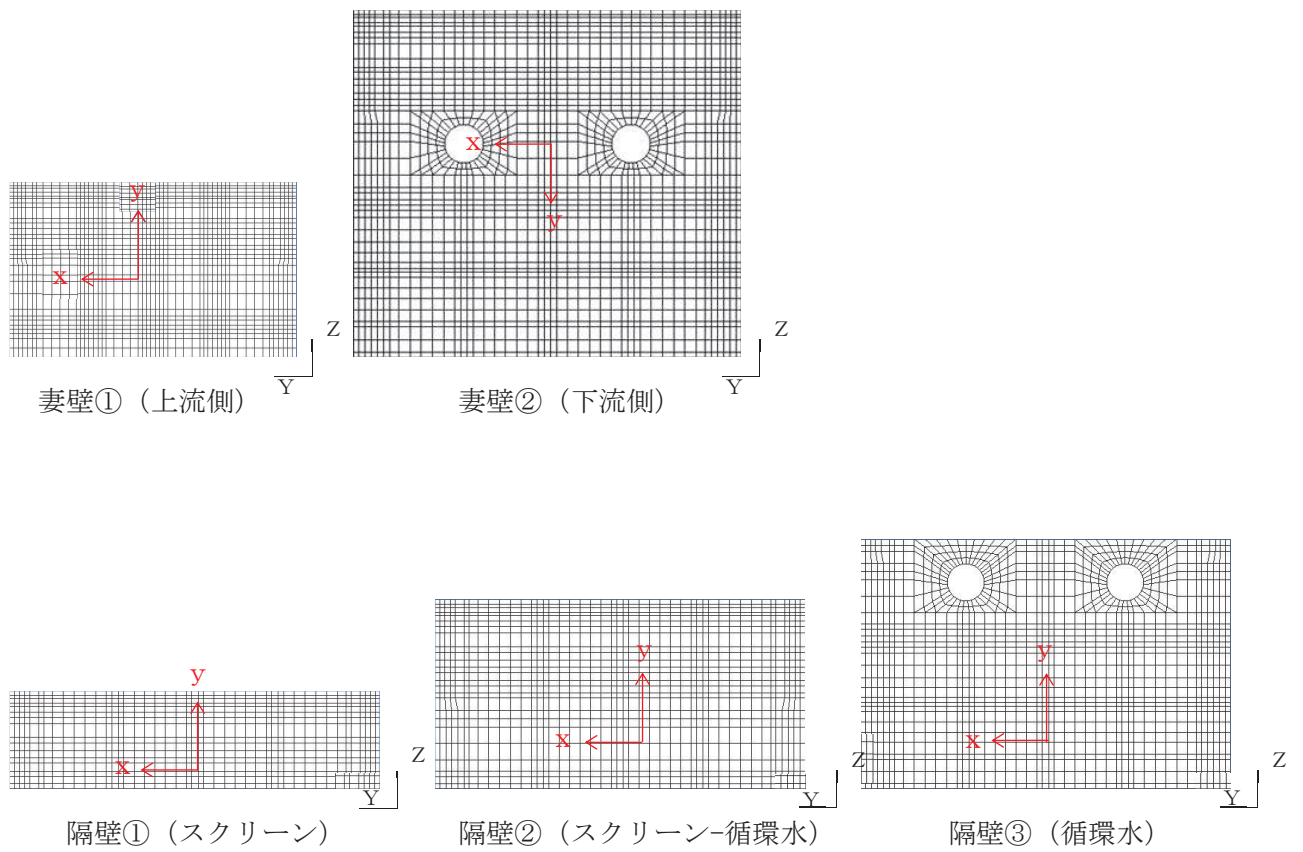 x
y
Z
Y
妻壁①（上流側）
x
y
Z
Y
妻壁②（下流側）
y
x
Z
Y
隔壁①（スクリーン）
y
x
Z
Y
隔壁②（スクリーン-循環水）
y
x
Z
Y
隔壁③（循環水）